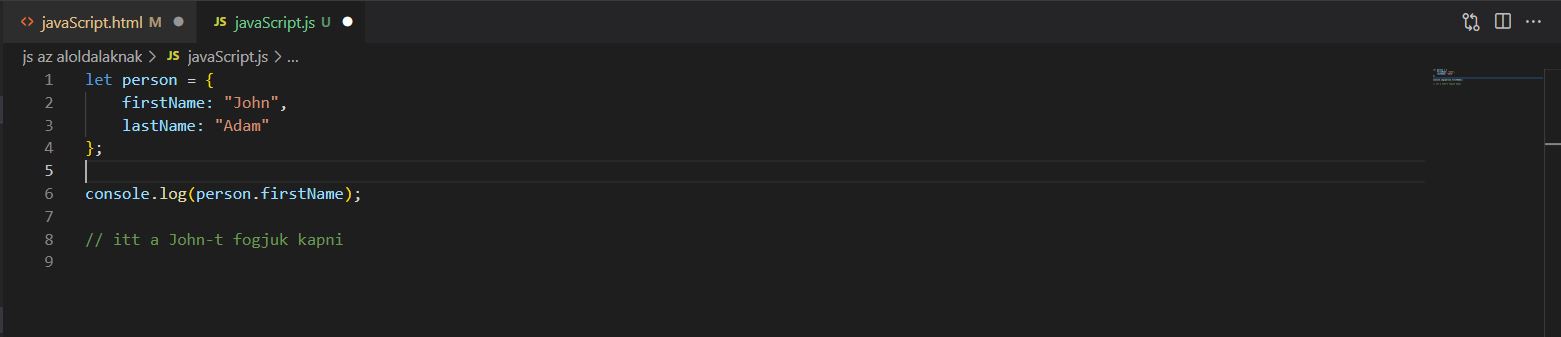 <> javaScript.html M ● JS javaScript.js U ●
js az aloldalaknak > JS javaScript.js > ...
1 let person = {
2 firstName: "John",
3 lastName: "Adam"
4 };
5
6 console.log(person.firstName);
7
8 // itt a John-t fogjuk kapni
9